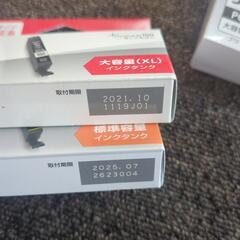 大容量(XL)
インクタンク
取付期限
2021.10
1119J01
標準容量
インクタンク
取付期限
2025.07
2623004